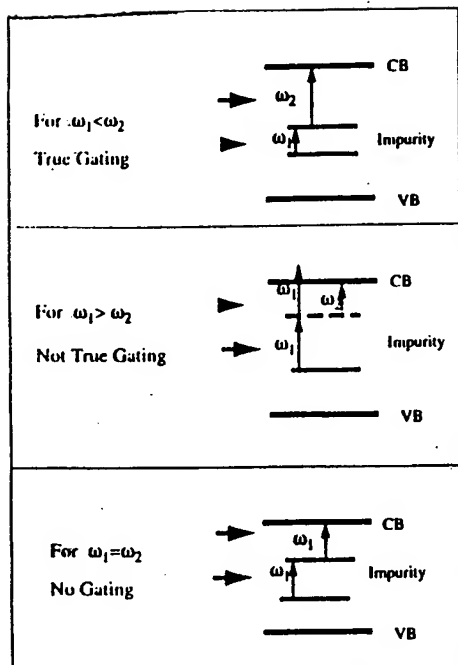 CB
ω₂
For ω₁<ω₂
ω₁
Impurity
True Gating
VB
CB
ω₁
ω₂
For ω₁> ω₂
ω₁
Impurity
Not True Gating
VB
CB
ω₁
For ω₁=ω₂
ω₁
Impurity
No Gating
VB